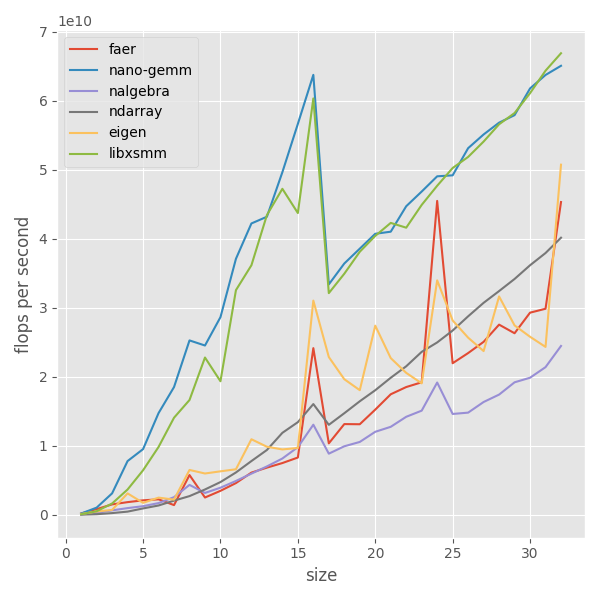 1e10
7
6
5
4
3
2
1
0
flops per second
faer
nano-gemm
nalgebra
ndarray
eigen
libxsmm
0 5 10 15 20 25 30
size